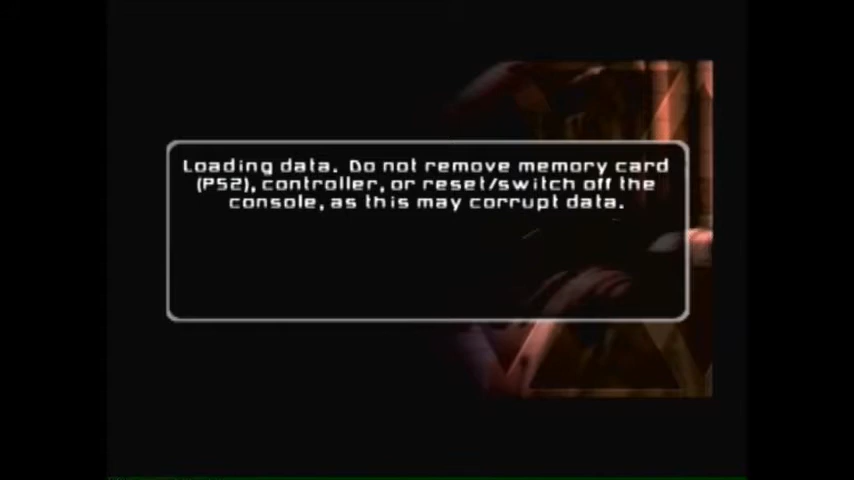 Loading data. Do not remove memory card
(PS2), controller, or reset/switch off the
console, as this may corrupt data.